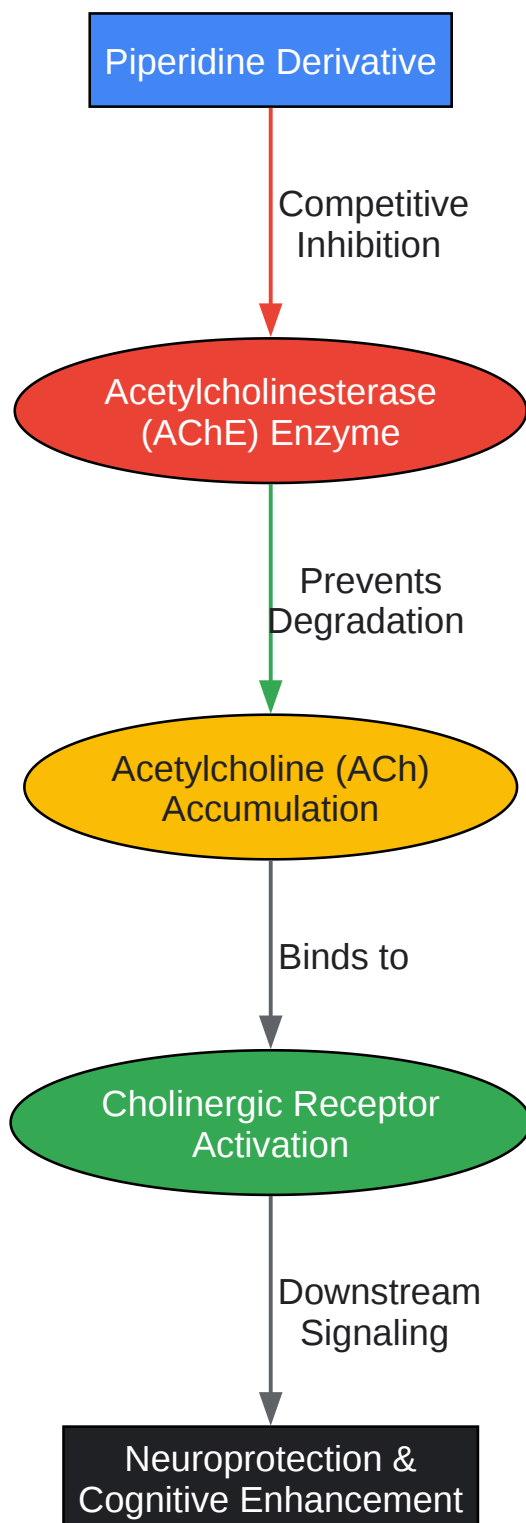 Piperidine Derivative
Competitive
Inhibition
Acetylcholinesterase
(AChE) Enzyme
Prevents
Degradation
Acetylcholine (ACh)
Accumulation
Binds to
Cholinergic Receptor
Activation
Downstream
Signaling
Neuroprotection &
Cognitive Enhancement